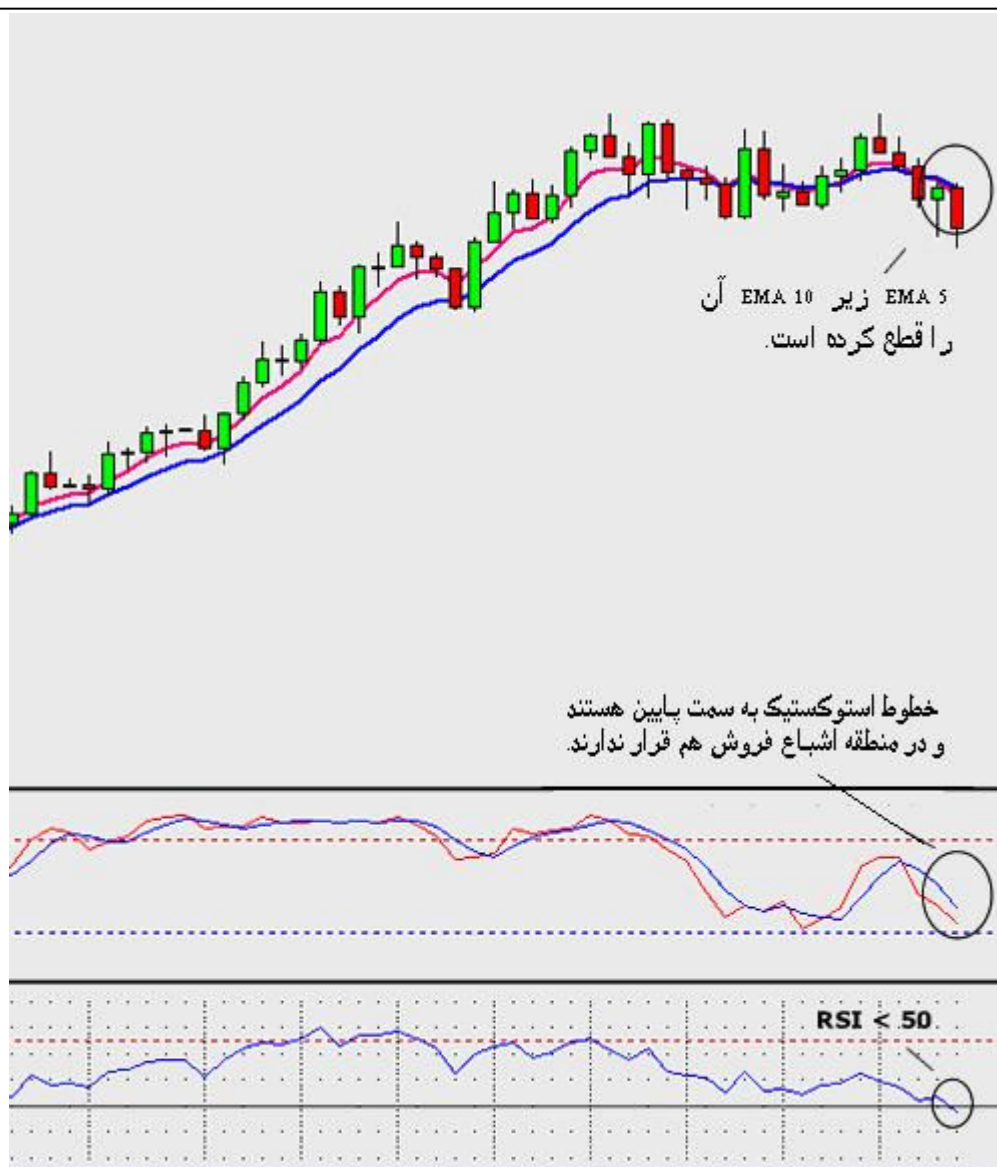 EMA 5 زیر EMA 10 آن
را قطع کرده است.
خطوط استوکستیک به سمت پایین هستند
و در منطقه اشباع فروش هم قرار ندارند.
RSI < 50